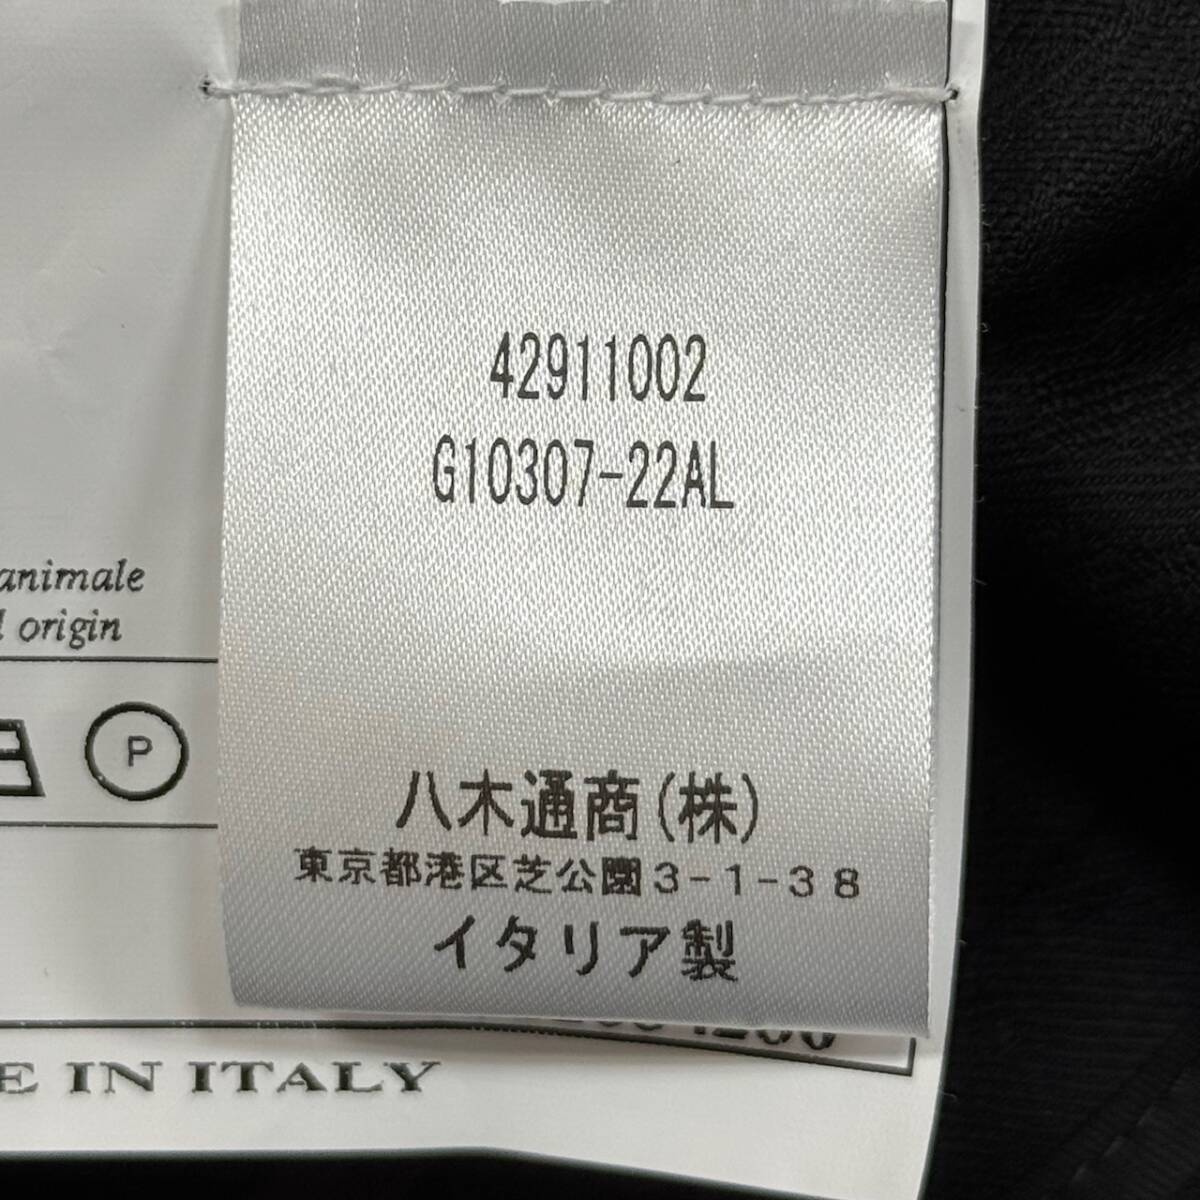 42911002
G10307-22AL
animale
origin
P
八木通商(株)
東京都港区芝公園3-1-38
イタリア製
IN ITALY